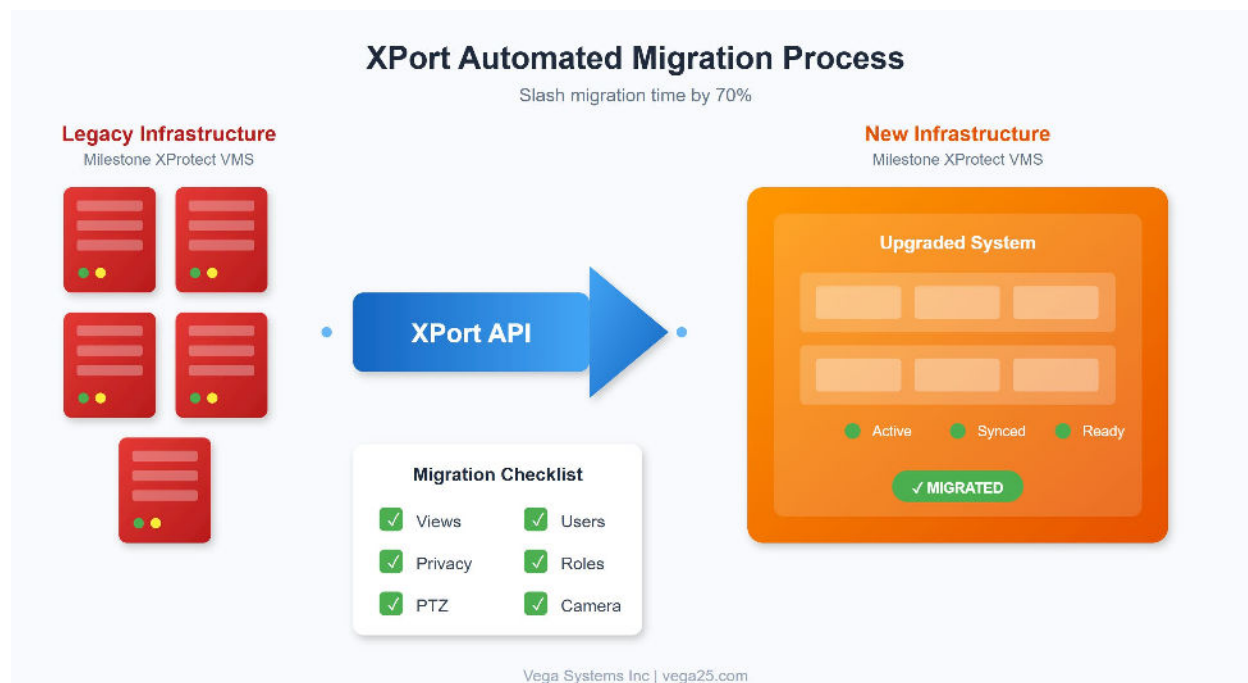 XPort Automated Migration Process
Slash migration time by 70%
Legacy Infrastructure
Milestone XProtect VMS
New Infrastructure
Milestone XProtect VMS
XPort API
Upgraded System
Active
Synced
Ready
✓ MIGRATED
Migration Checklist
✓ Views
✓ Users
✓ Privacy
✓ Roles
✓ PTZ
✓ Camera
Vega Systems Inc | vega25.com